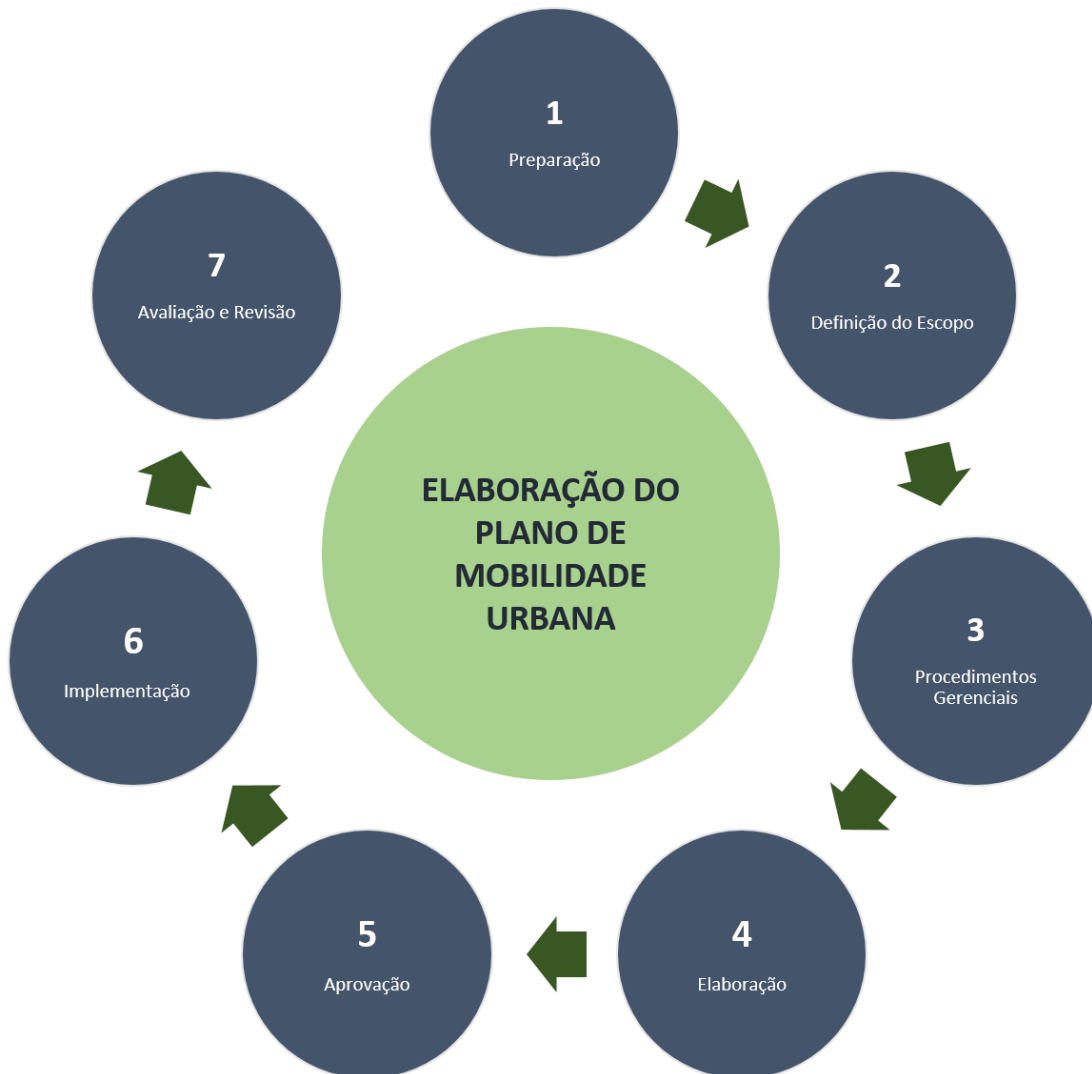 1
Preparação
2
Definição do Escopo
3
Procedimentos
Gerenciais
4
Elaboração
5
Aprovação
6
Implementação
7
Avaliação e Revisão
ELABORAÇÃO DO
PLANO DE
MOBILIDADE
URBANA